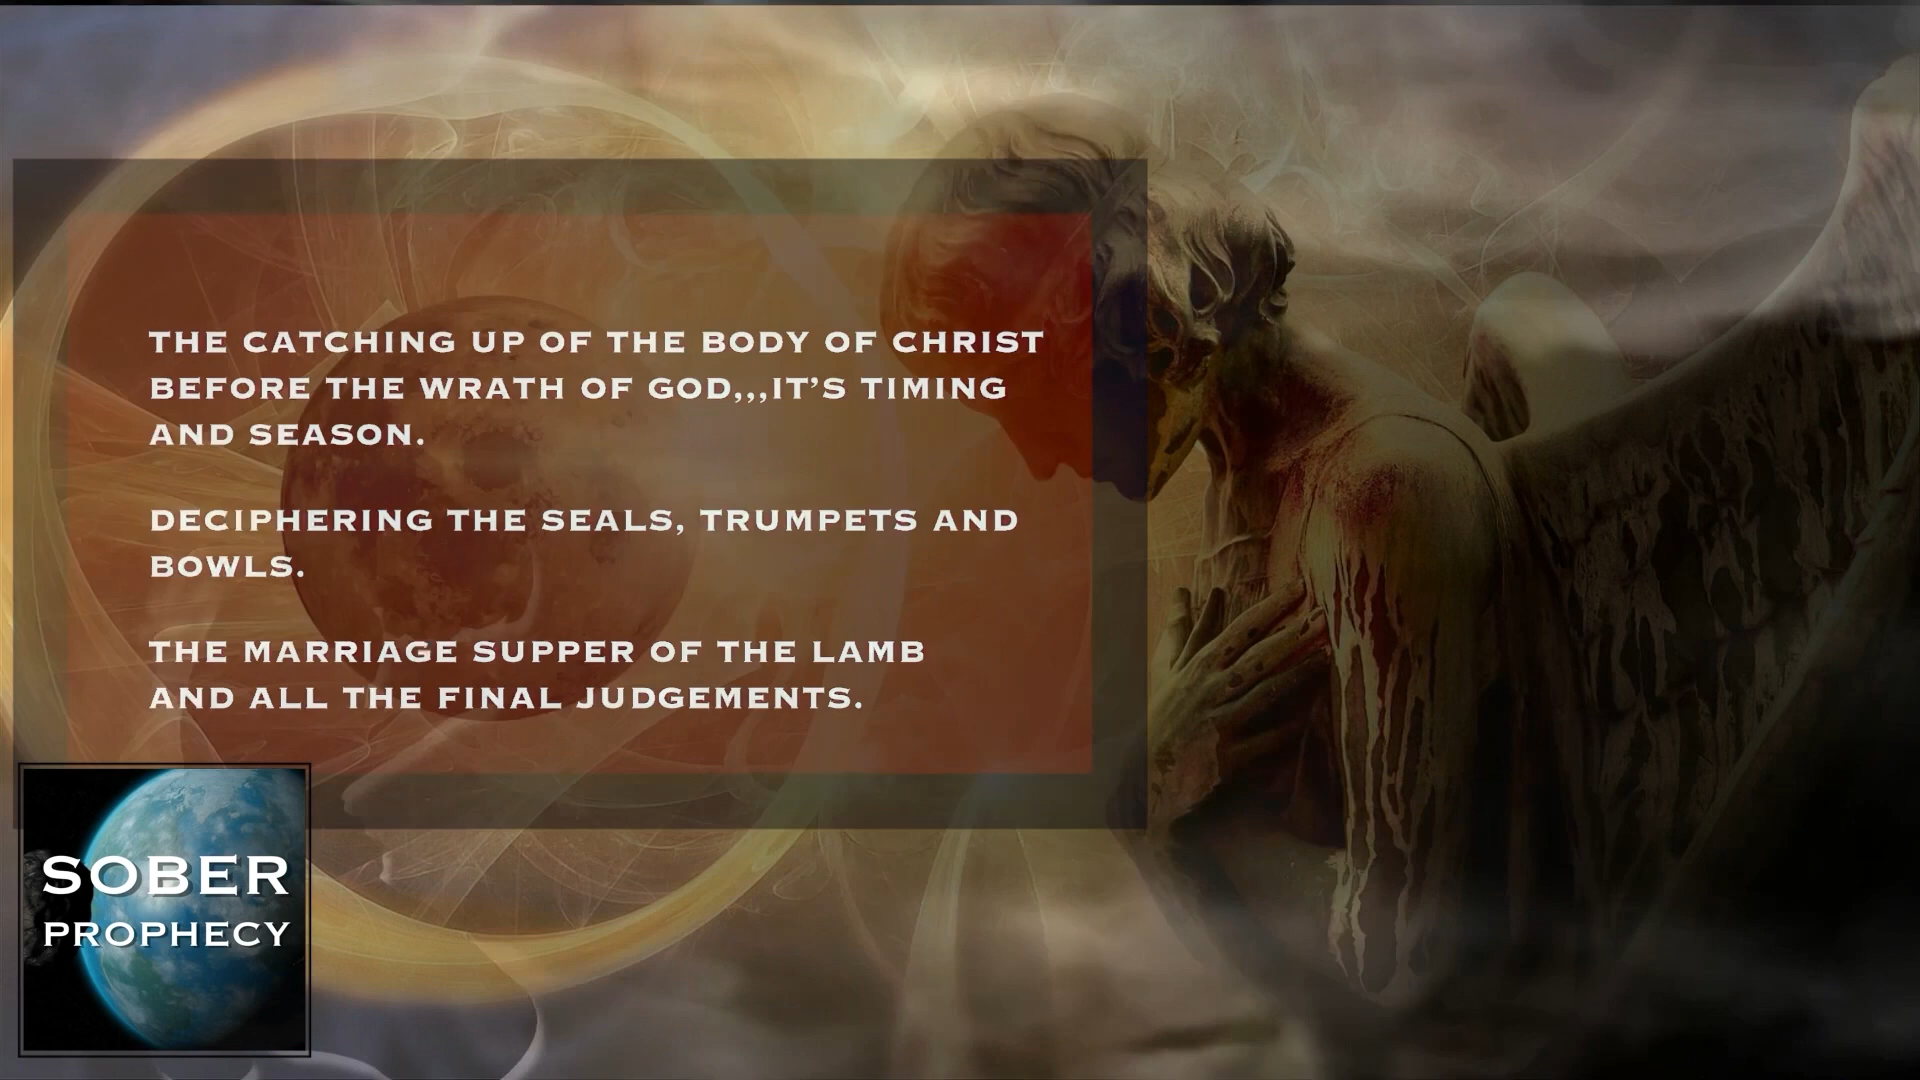 THE CATCHING UP OF THE BODY OF CHRIST
BEFORE THE WRATH OF GOD,,,IT'S TIMING
AND SEASON.
DECIPHERING THE SEALS, TRUMPETS AND
BOWLS.
THE MARRIAGE SUPPER OF THE LAMB
AND ALL THE FINAL JUDGEMENTS.
SOBER
PROPHECY